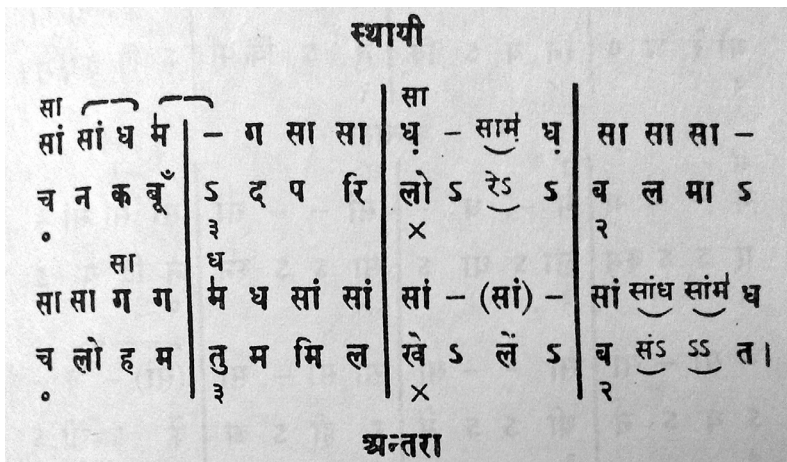 स्थायी
सा सा
सां सां ध म॑ | – ग सा सा | ध़ – साम़॑ ध़ | सा सा सा –
च न क बूँ | ऽ द प रि | लो ऽ रेऽ ऽ | ब ल मा ऽ
० ३ × २
सा ध
सा सा ग ग | म॑ ध सां सां | सां – (सां) – | सां सांध सांम॑ ध
च लो ह म | तु म मि ल | खे ऽ लें ऽ | ब संऽ ऽऽ त।
० ३ × २
अन्तरा